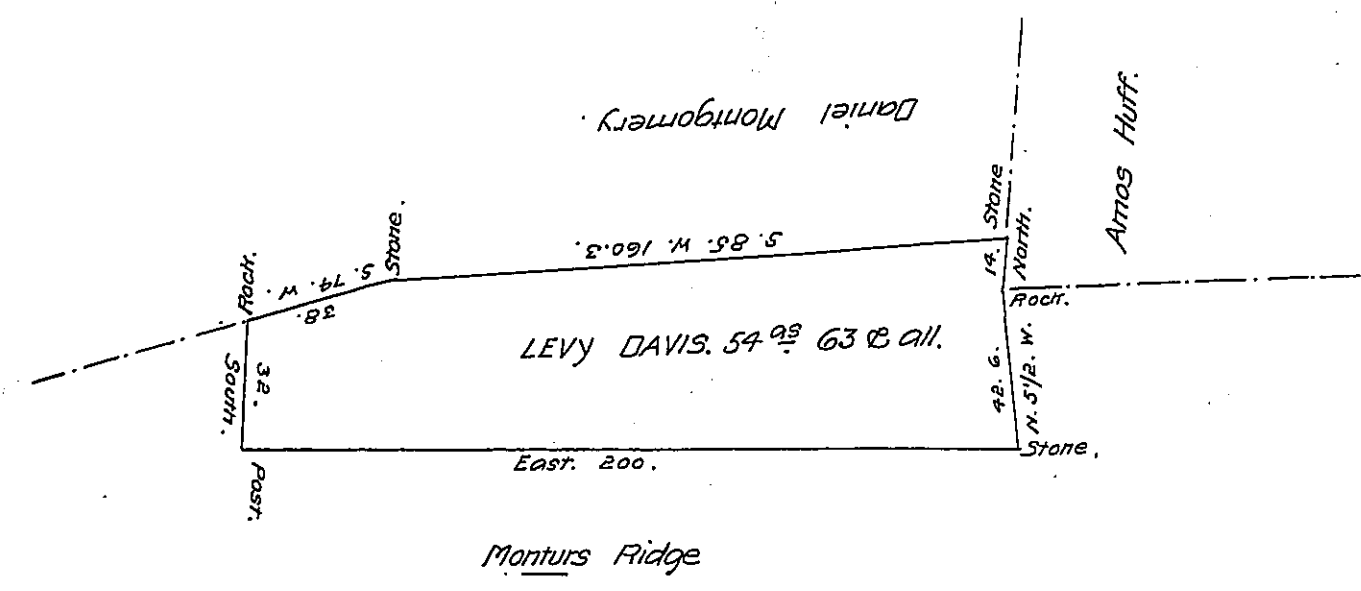 Daniel Montgomery.
Amos Huff.
Stone
North.
14.
Rock.
S. 85. W. 160.3.
Stone.
S. 74. W.
38.
Rock.
LEVY DAVIS. 54 as 63 & all.
42. 6.
N. 5 1/2. W.
Stone.
32.
South.
East. 200.
Post.
Monturs Ridge